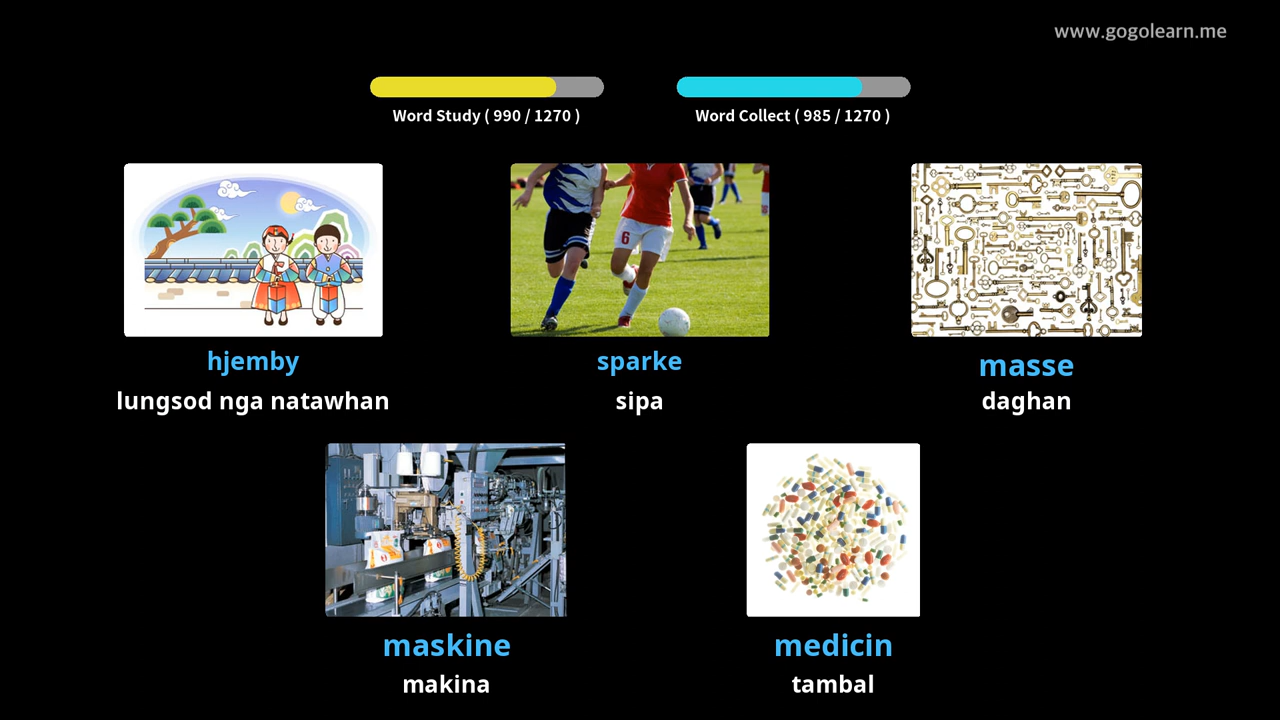 www.gogolearn.me
Word Study ( 990 / 1270 )
Word Collect ( 985 / 1270 )
hjemby
lungsod nga natawhan
sparke
sipa
masse
daghan
maskine
makina
medicin
tambal